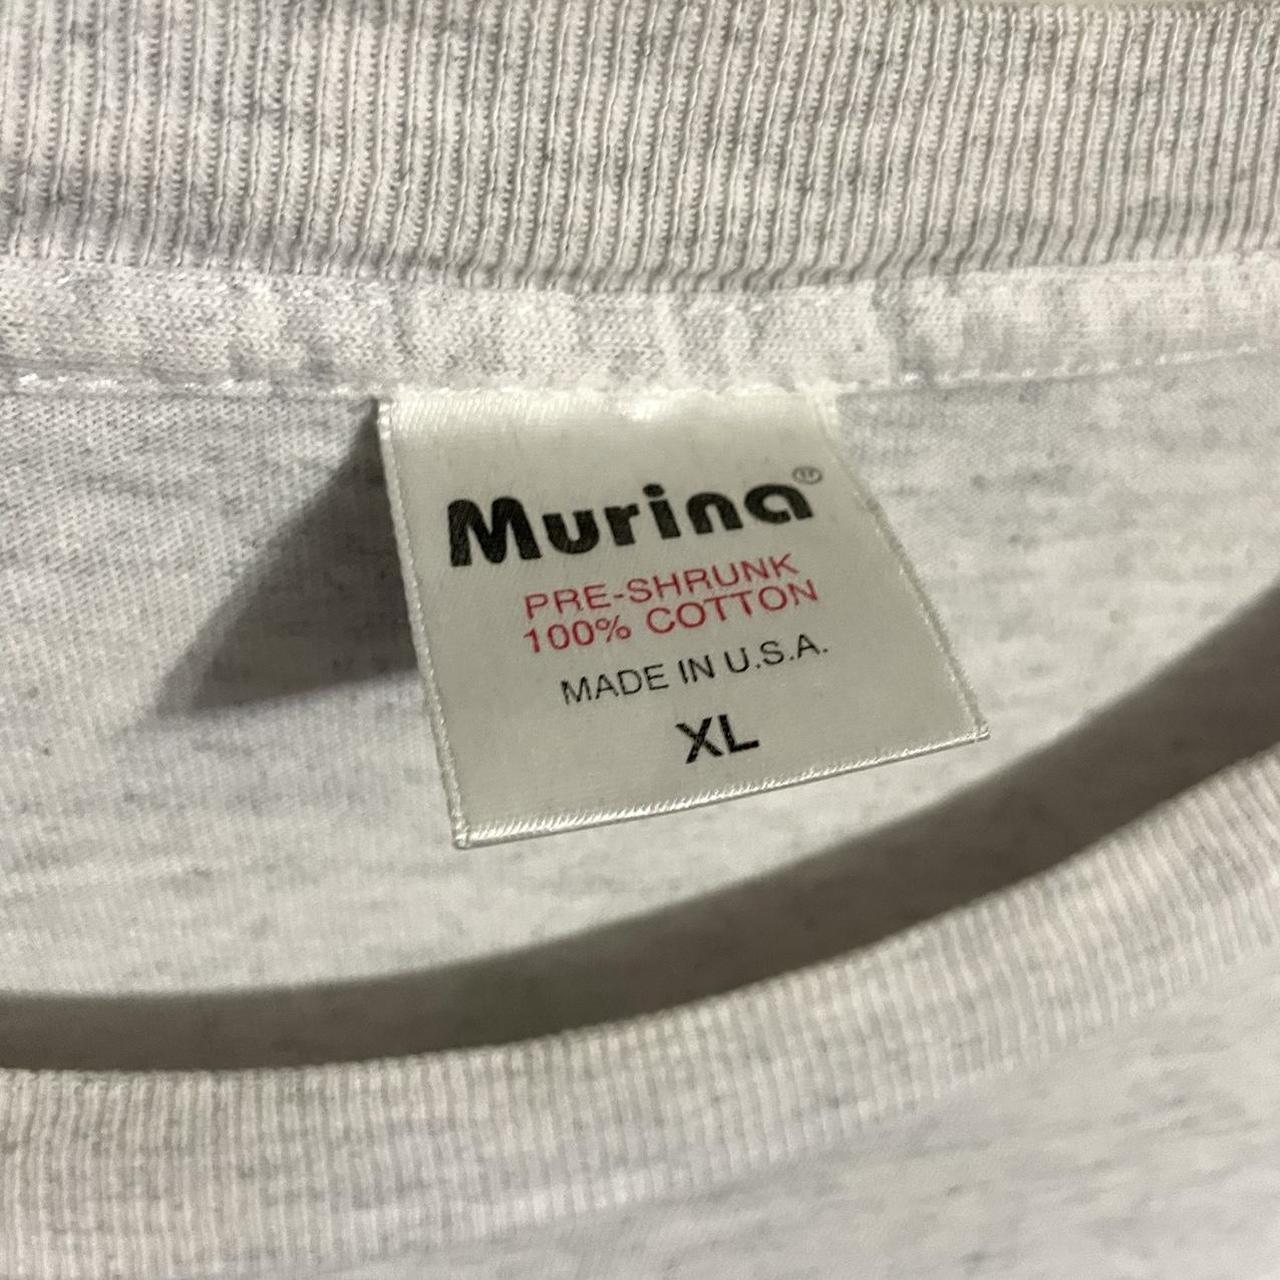 Murina®
PRE-SHRUNK
100% COTTON
MADE IN U.S.A.
XL